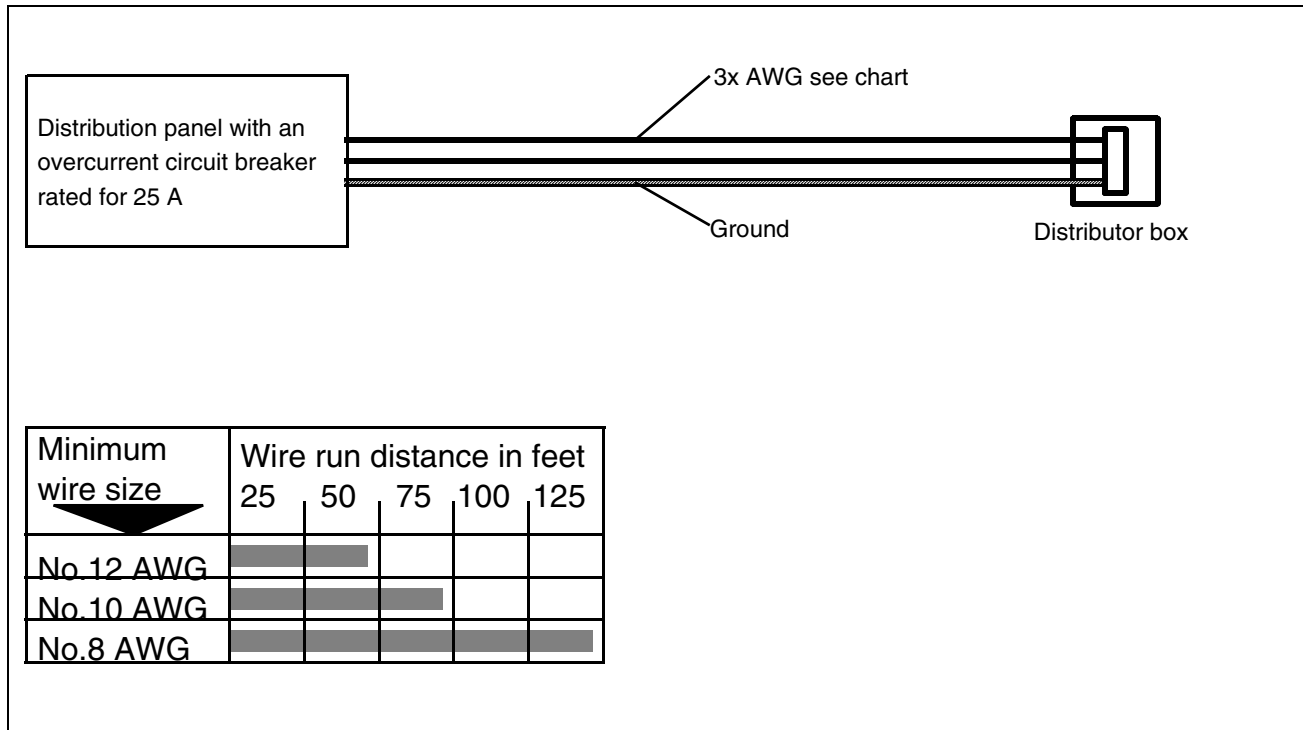 3x AWG see chart
Distribution panel with an
overcurrent circuit breaker
rated for 25 A
Ground
Distributor box
Minimum
wire size
Wire run distance in feet
25 50 75 100 125
No.12 AWG
No.10 AWG
No.8 AWG